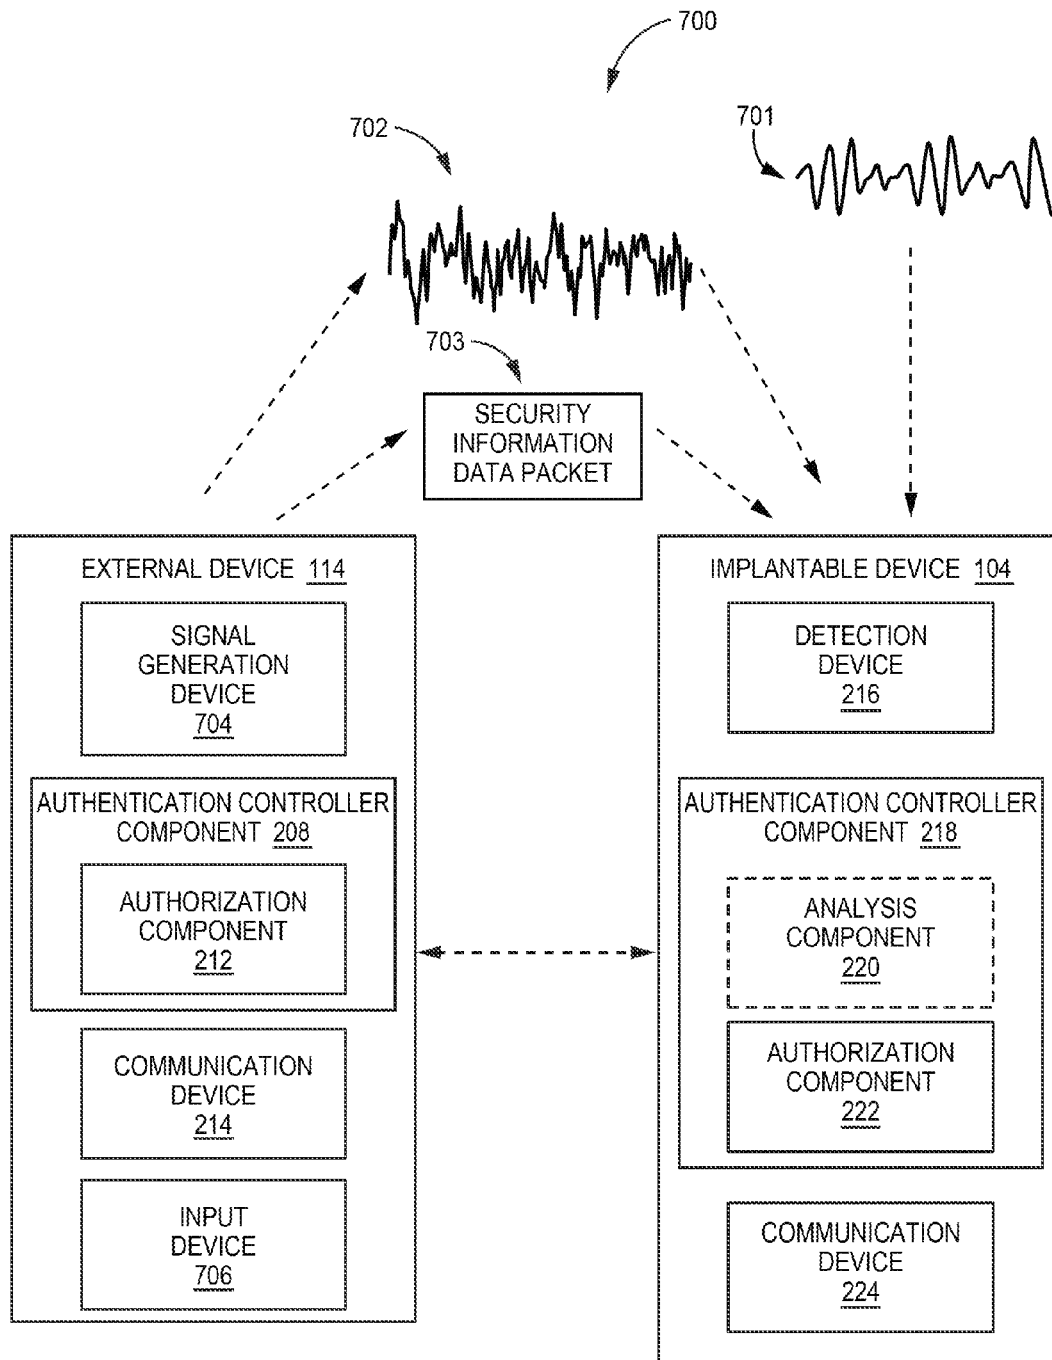 700
702
701
703
SECURITY
INFORMATION
DATA PACKET
EXTERNAL DEVICE 114
SIGNAL
GENERATION
DEVICE
704
AUTHENTICATION CONTROLLER
COMPONENT 208
AUTHORIZATION
COMPONENT
212
COMMUNICATION
DEVICE
214
INPUT
DEVICE
706
IMPLANTABLE DEVICE 104
DETECTION
DEVICE
216
AUTHENTICATION CONTROLLER
COMPONENT 218
ANALYSIS
COMPONENT
220
AUTHORIZATION
COMPONENT
222
COMMUNICATION
DEVICE
224